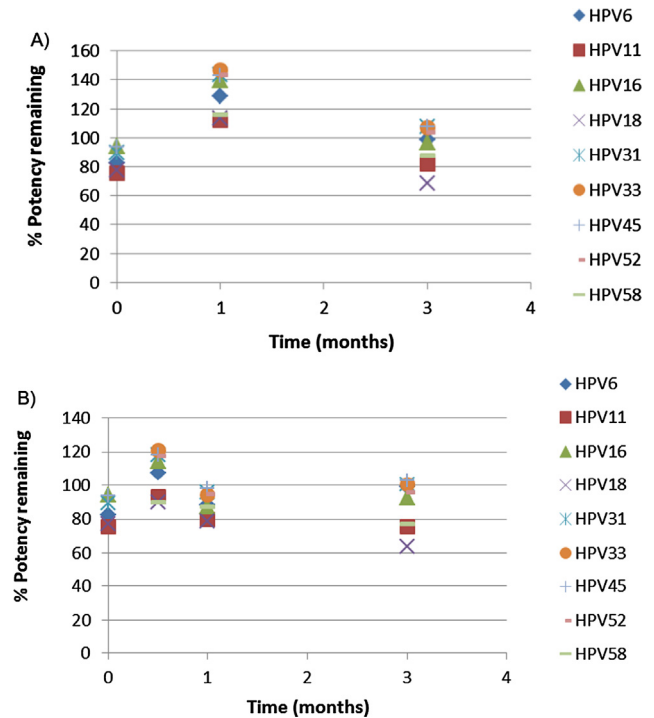 A)
% Potency remaining
160
140
120
100
80
60
40
20
0
0 1 2 3 4
Time (months)
HPV6
HPV11
HPV16
HPV18
HPV31
HPV33
HPV45
HPV52
HPV58
B)
% Potency remaining
140
120
100
80
60
40
20
0
0 1 2 3 4
Time (months)
HPV6
HPV11
HPV16
HPV18
HPV31
HPV33
HPV45
HPV52
HPV58